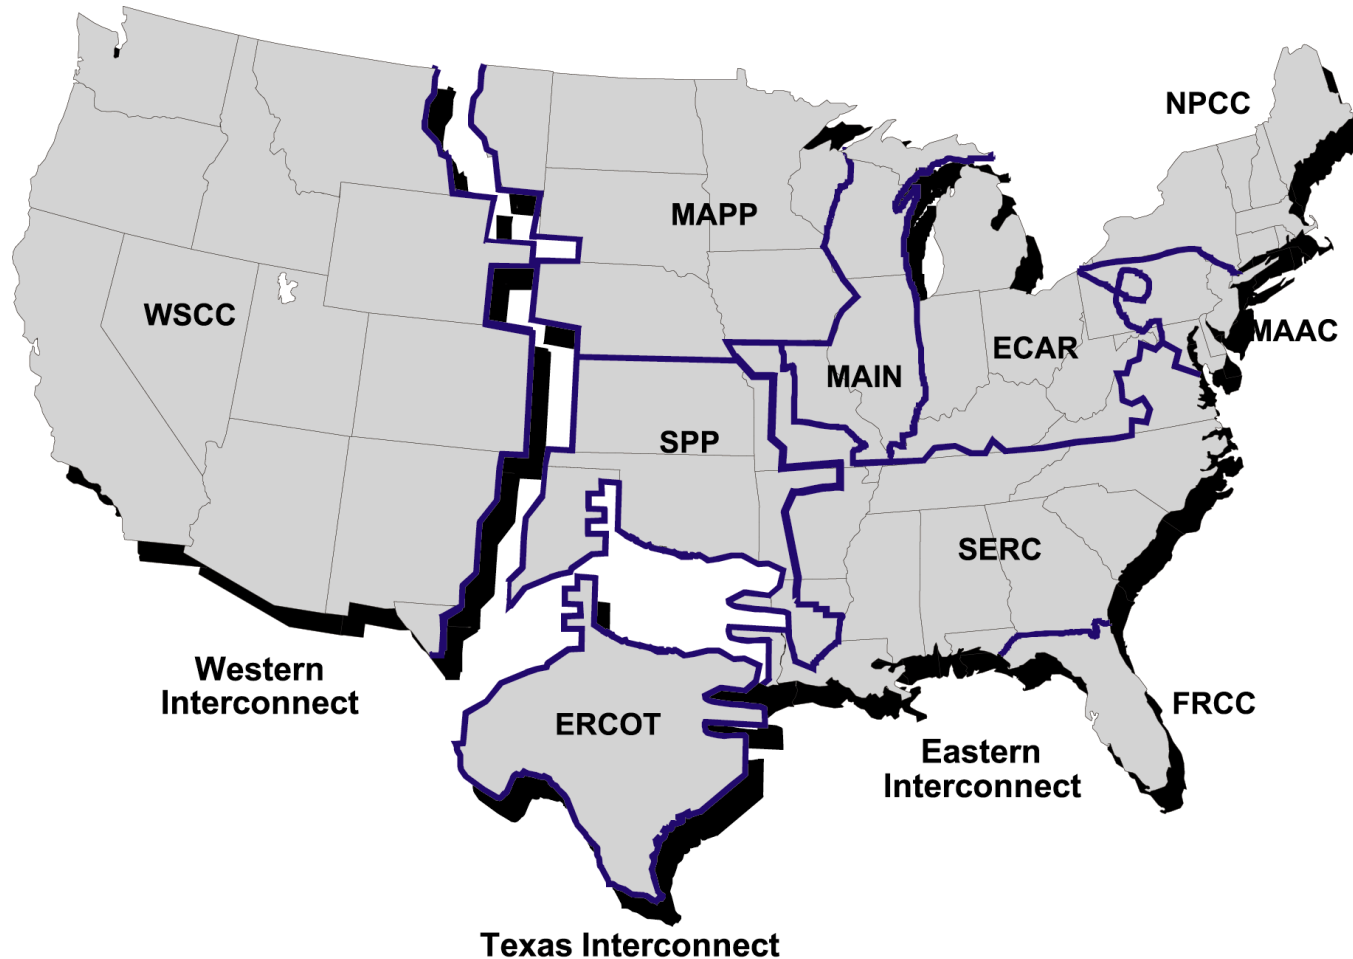 NPCC
MAPP
WSCC
MAAC
ECAR
MAIN
SPP
SERC
Western
Interconnect
FRCC
ERCOT
Eastern
Interconnect
Texas Interconnect